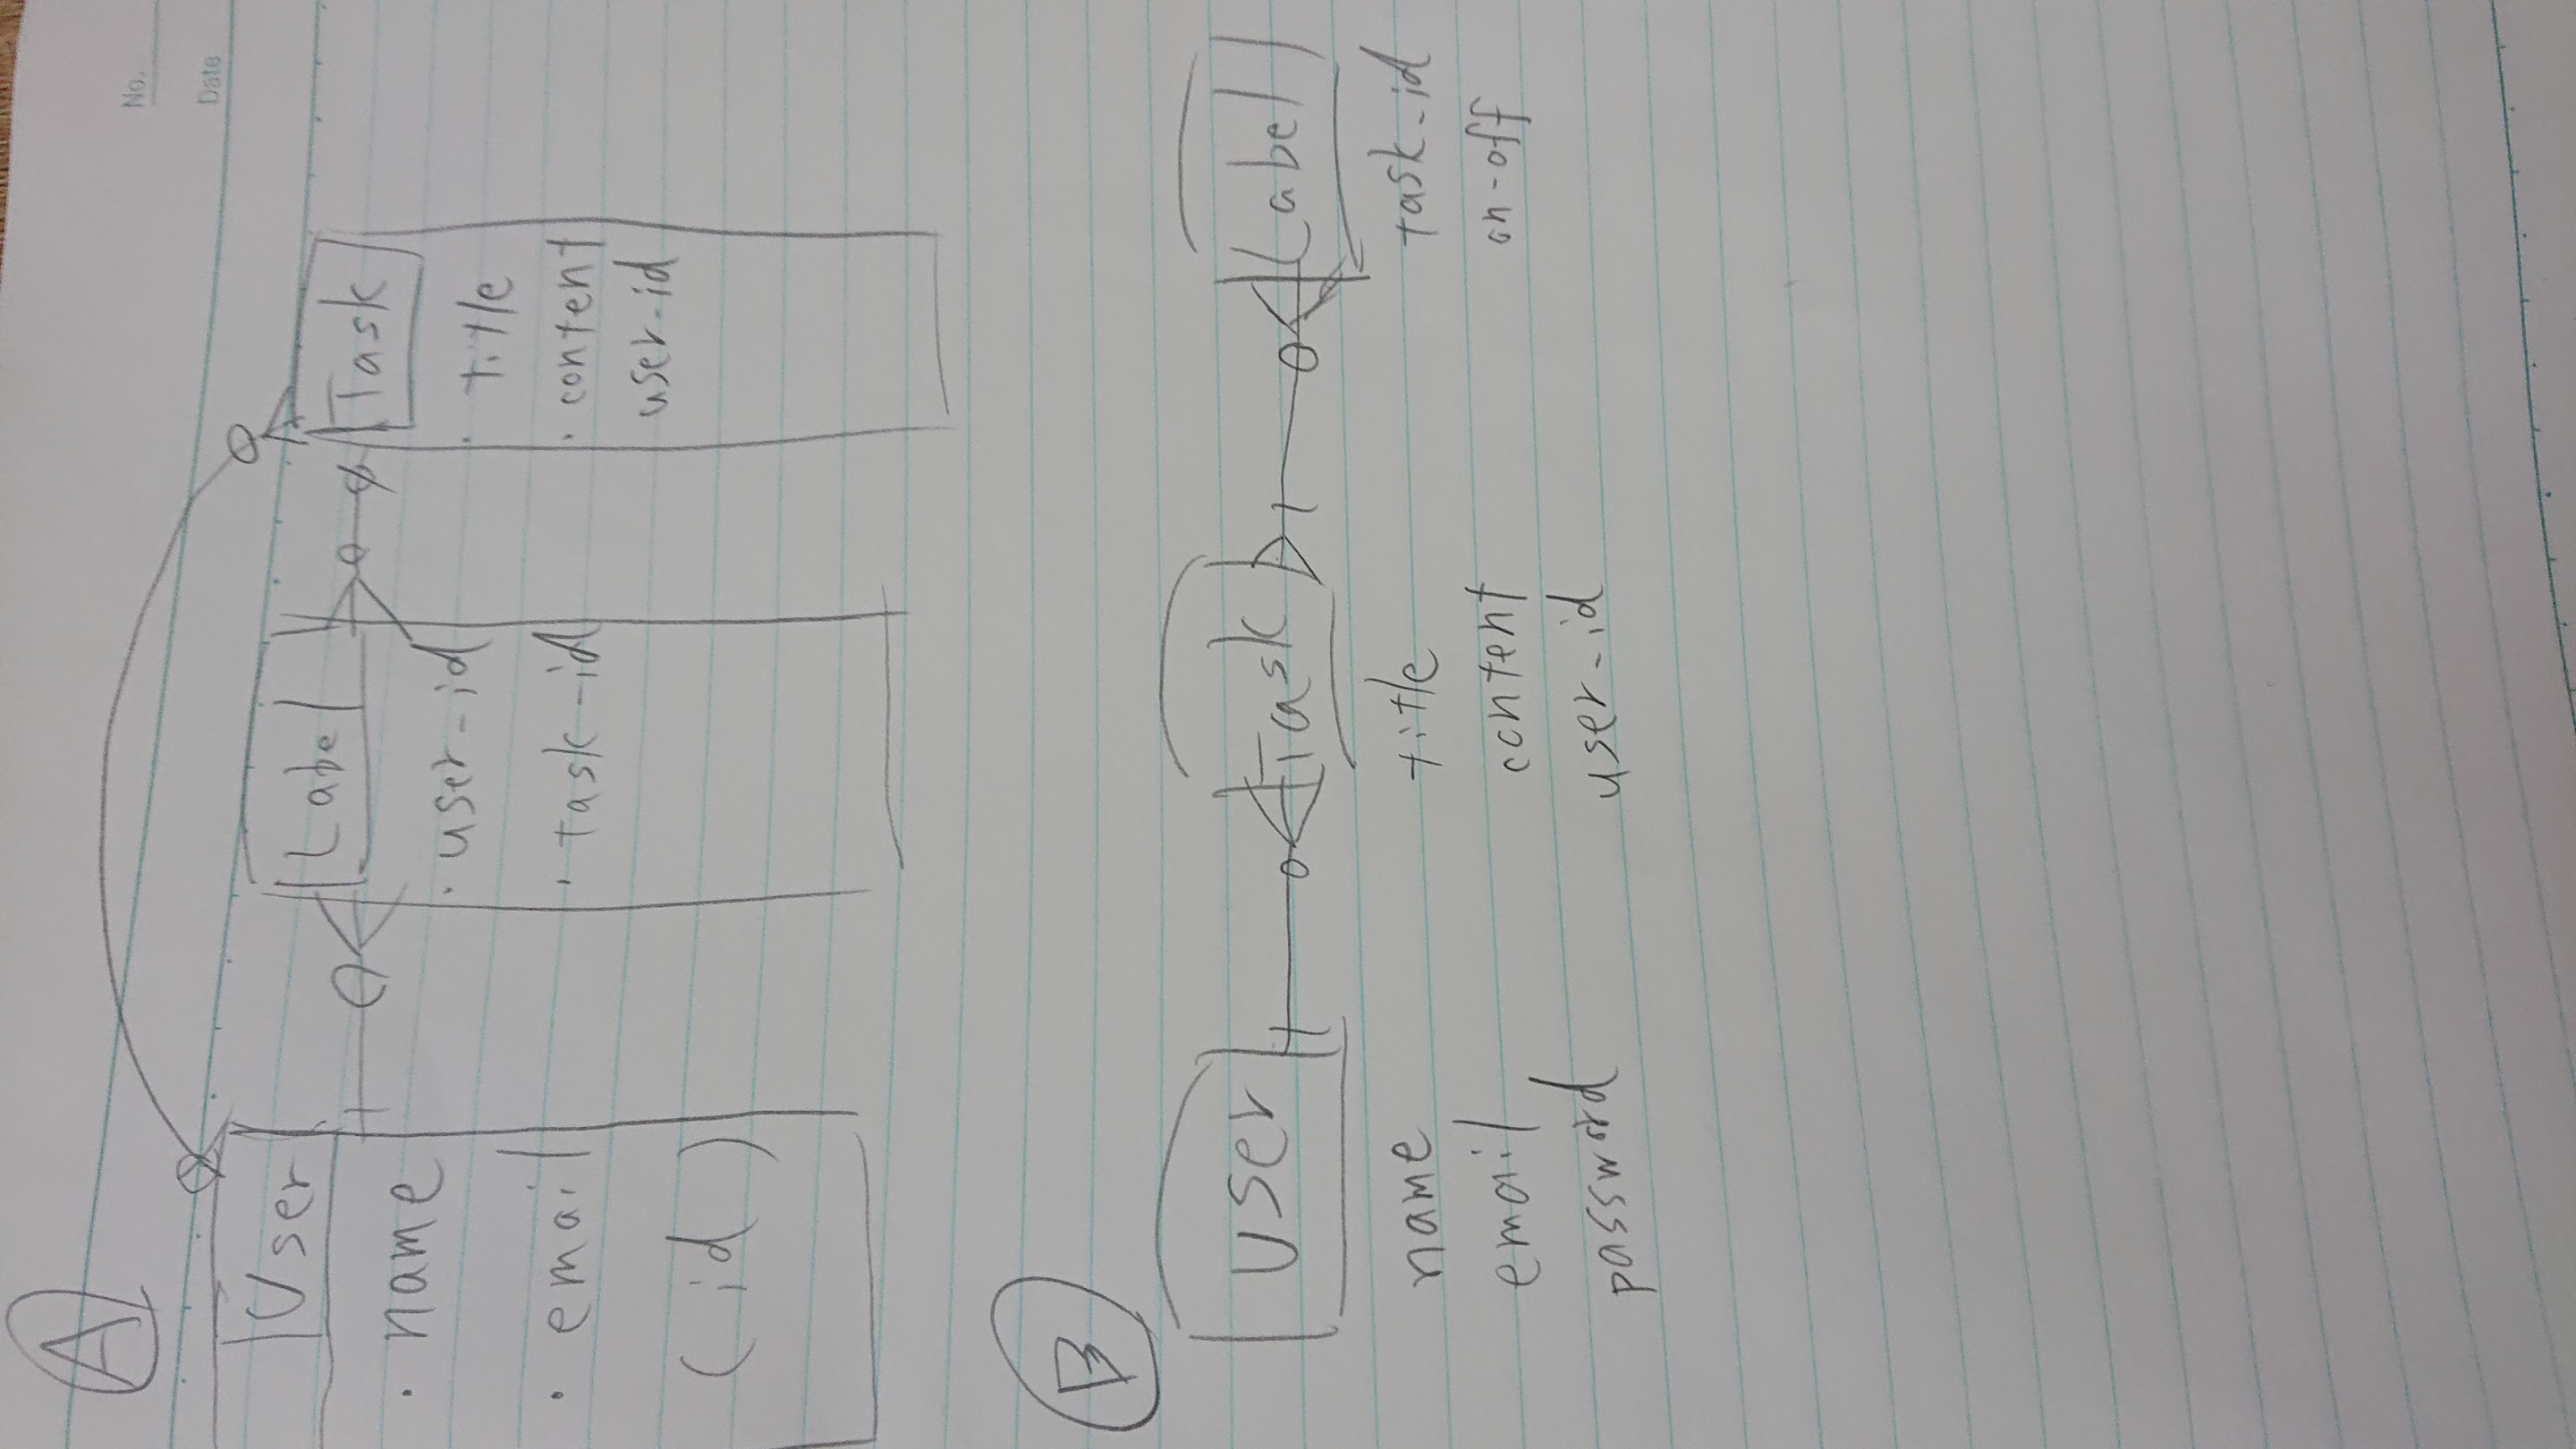 No.
Date
A
User
・name
・email
(id)
Label
・user-id
・task-id
Task
・title
・content
user-id
B
User
name
email
password
Task
title
content
user-id
Label
task-id
on-off